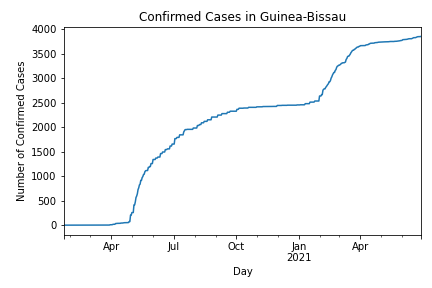 Confirmed Cases in Guinea-Bissau
Number of Confirmed Cases
4000
3500
3000
2500
2000
1500
1000
500
0
Apr
Jul
Oct
Jan
2021
Apr
Day